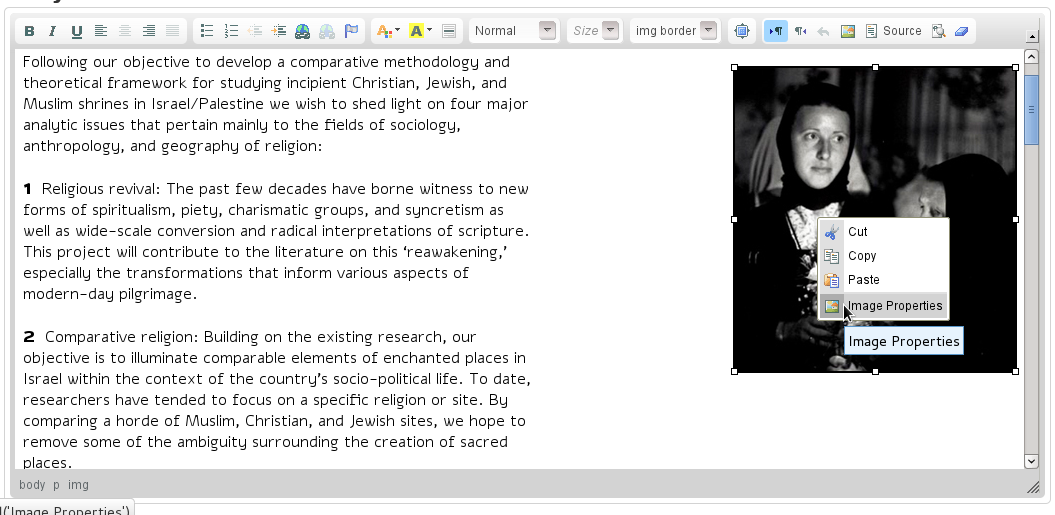 B I U
Normal
Size
img border
Source
Following our objective to develop a comparative methodology and
theoretical framework for studying incipient Christian, Jewish, and
Muslim shrines in Israel/Palestine we wish to shed light on four major
analytic issues that pertain mainly to the fields of sociology,
anthropology, and geography of religion:
1 Religious revival: The past few decades have borne witness to new
forms of spiritualism, piety, charismatic groups, and syncretism as
well as wide-scale conversion and radical interpretations of scripture.
This project will contribute to the literature on this ‘reawakening,’
especially the transformations that inform various aspects of
modern-day pilgrimage.
2 Comparative religion: Building on the existing research, our
objective is to illuminate comparable elements of enchanted places in
Israel within the context of the country’s socio-political life. To date,
researchers have tended to focus on a specific religion or site. By
comparing a horde of Muslim, Christian, and Jewish sites, we hope to
remove some of the ambiguity surrounding the creation of sacred
places.
Cut
Copy
Paste
Image Properties
Image Properties
body p img
('Image Properties')